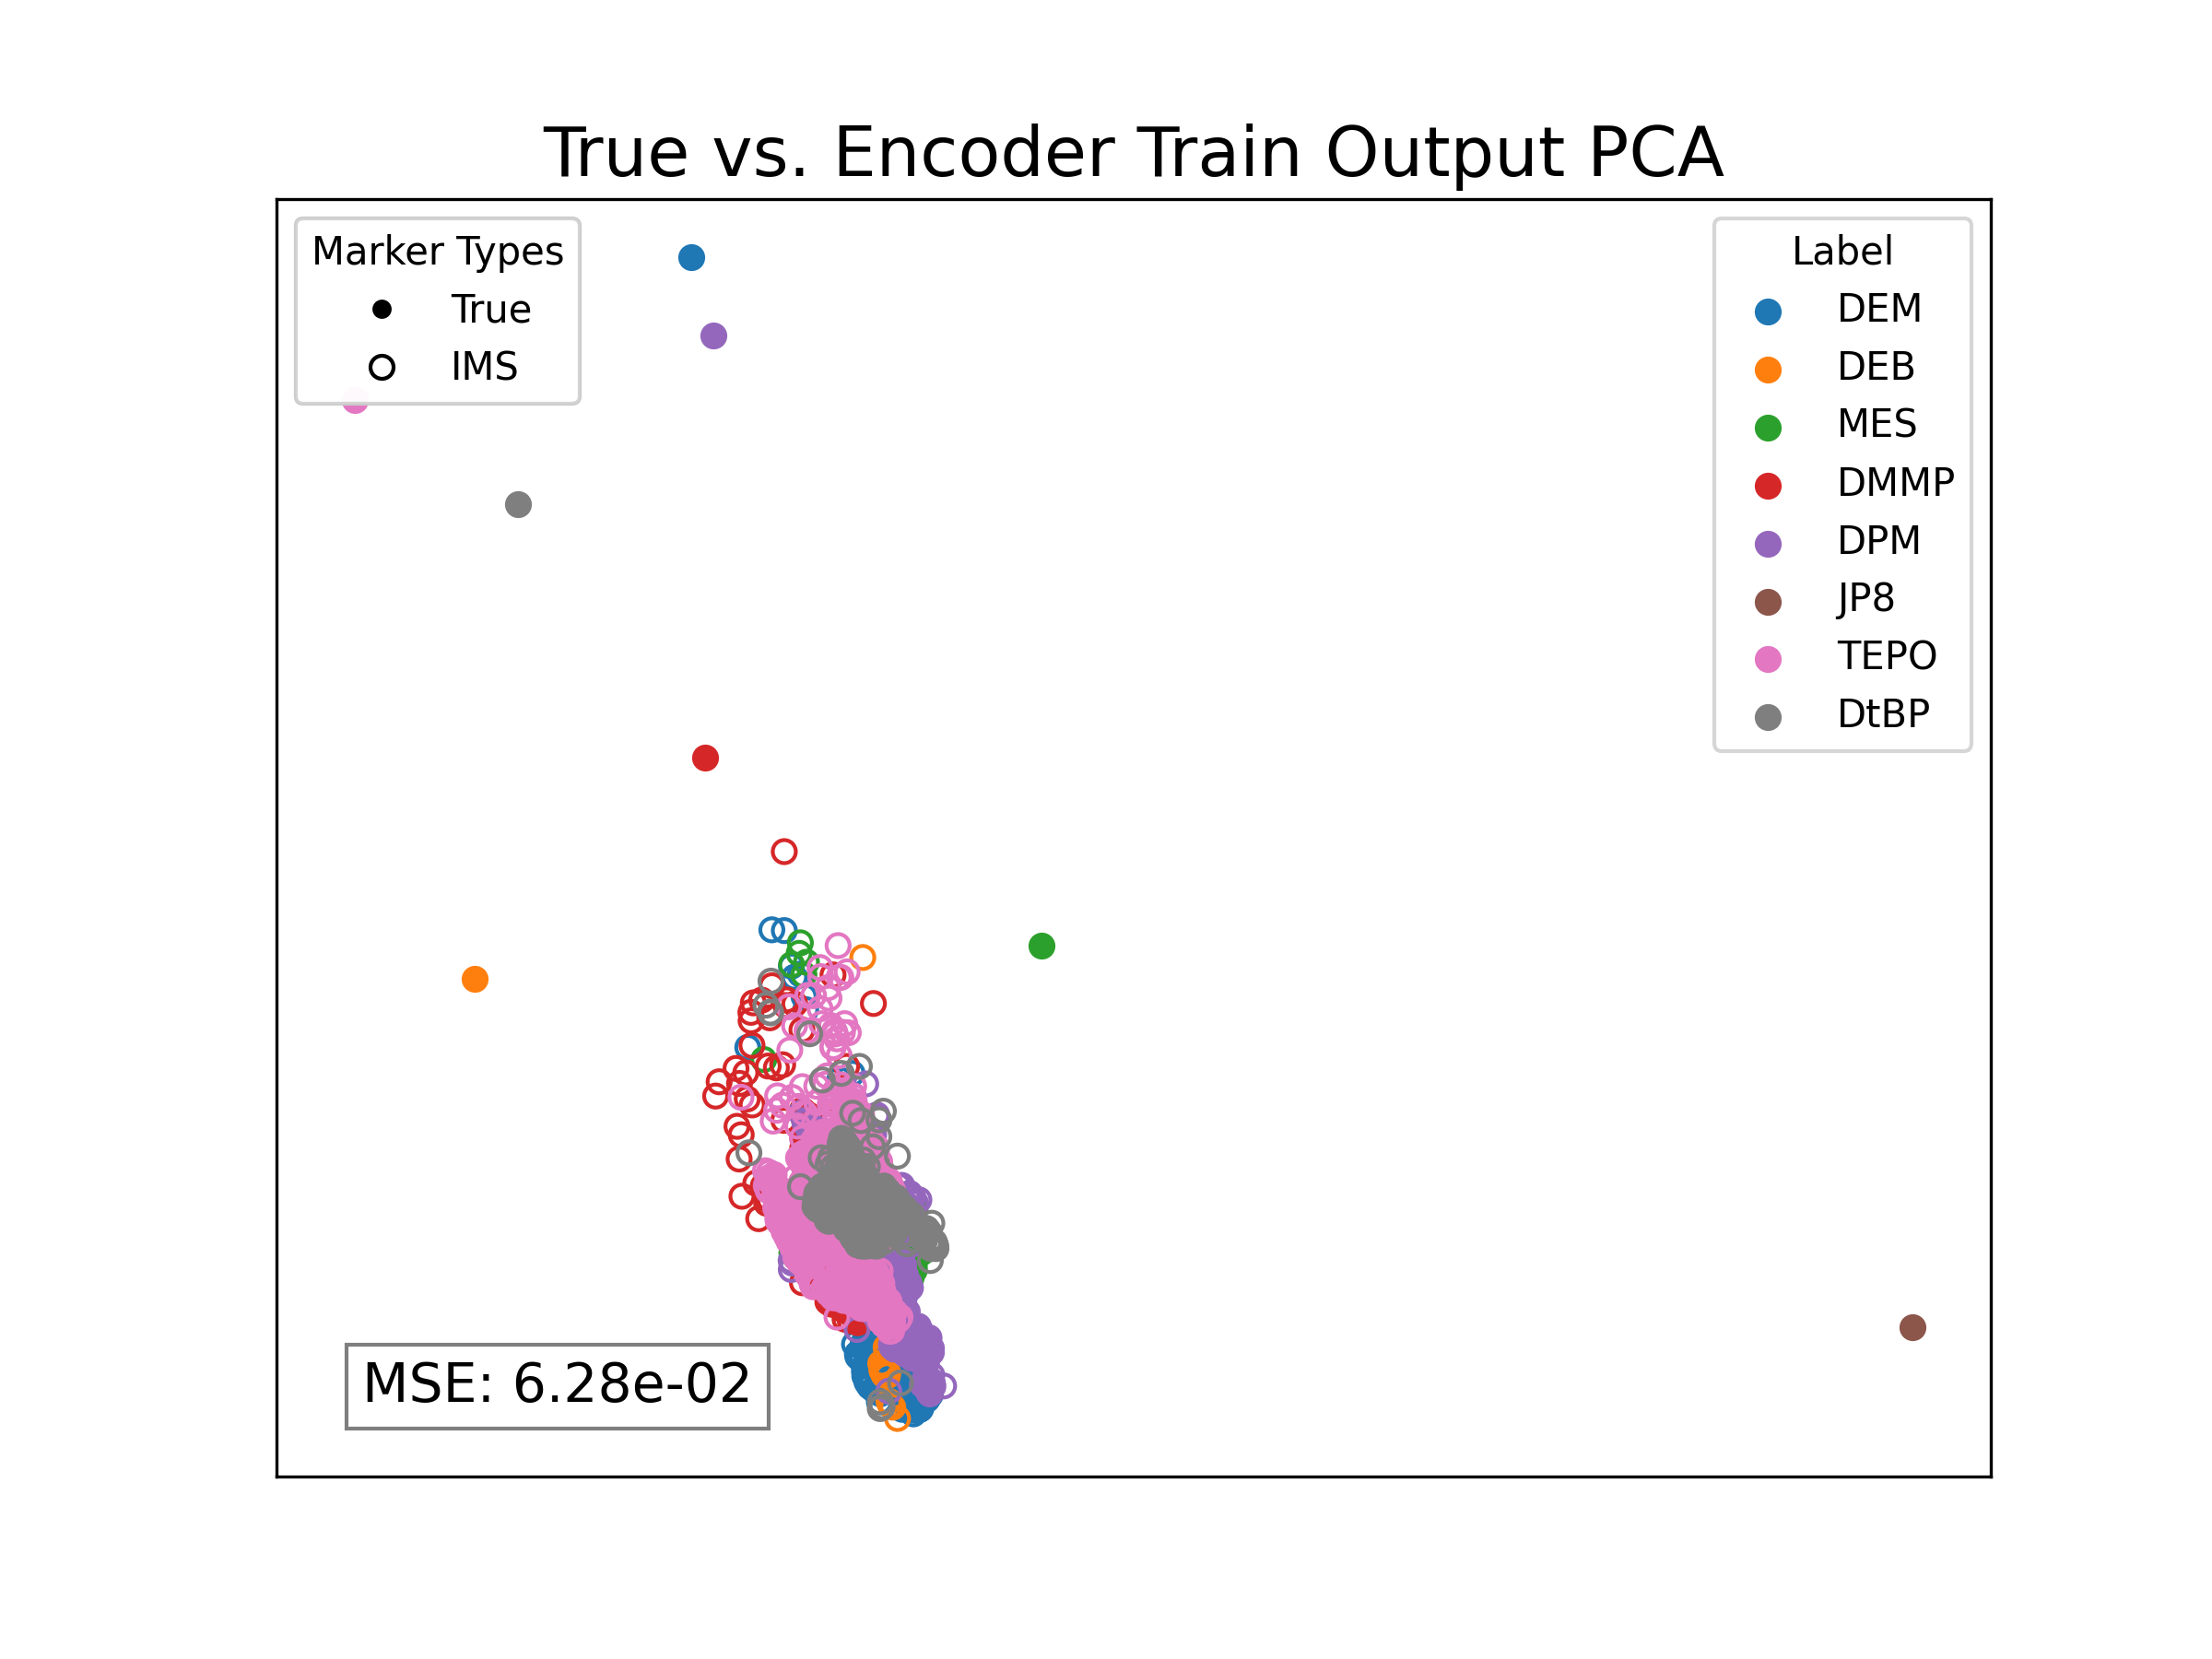 True vs. Encoder Train Output PCA
Marker Types
True
IMS
Label
DEM
DEB
MES
DMMP
DPM
JP8
TEPO
DtBP
MSE: 6.28e-02